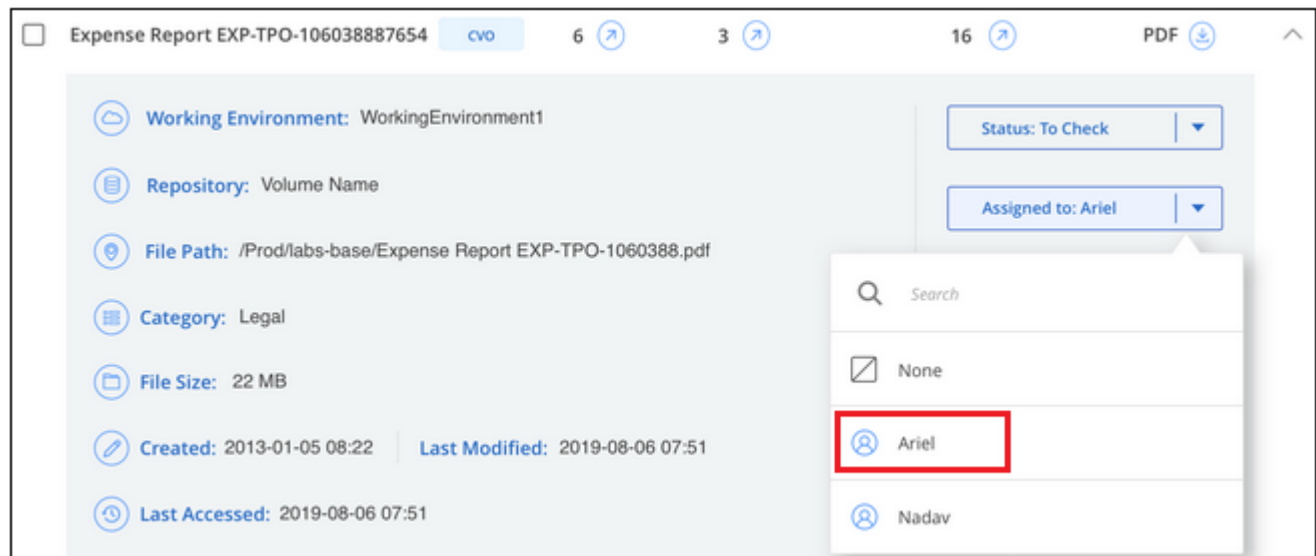 Expense Report EXP-TPO-106038887654 CVO 6 3 16 PDF
Working Environment: WorkingEnvironment1
Status: To Check
Repository: Volume Name
Assigned to: Ariel
File Path: /Prod/labs-base/Expense Report EXP-TPO-1060388.pdf
Search
Category: Legal
None
File Size: 22 MB
Ariel
Created: 2013-01-05 08:22 Last Modified: 2019-08-06 07:51
Last Accessed: 2019-08-06 07:51
Nadav